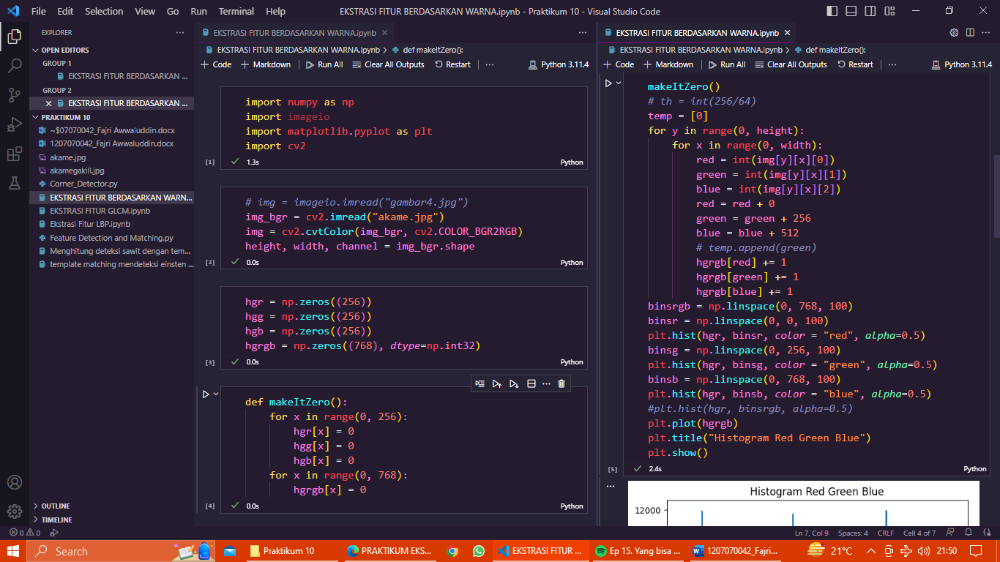 File Edit Selection View Go Run Terminal Help EKSTRASI FITUR BERDASARKAN WARNA.ipynb - Praktikum 10 - Visual Studio Code
EXPLORER
OPEN EDITORS
GROUP 1
EKSTRASI FITUR BERDASARKAN ...
GROUP 2
EKSTRASI FITUR BERDASARKAN ...
PRAKTIKUM 10
~$07070042_Fajri Awwaluddin.docx
1207070042_Fajri Awwaluddin.docx
akame.jpg
akamegakill.jpg
Corner_Detector.py
EKSTRASI FITUR BERDASARKAN WARN...
EKSTRASI FITUR GLCM.ipynb
Ekstrasi Fitur LBP.ipynb
Feature Detection and Matching.py
Menghitung deteksi sawit dengan tem...
template matching mendeteksi einsten ...
OUTLINE
TIMELINE
EKSTRASI FITUR BERDASARKAN WARNA.ipynb
EKSTRASI FITUR BERDASARKAN WARNA.ipynb > def makeItZero():
+ Code + Markdown Run All Clear All Outputs Restart ... Python 3.11.4
import numpy as np
import imageio
import matplotlib.pyplot as plt
import cv2
[1] 1.3s Python
# img = imageio.imread("gambar4.jpg")
img_bgr = cv2.imread("akame.jpg")
img = cv2.cvtColor(img_bgr, cv2.COLOR_BGR2RGB)
height, width, channel = img_bgr.shape
[2] 0.0s Python
hgr = np.zeros((256))
hgg = np.zeros((256))
hgb = np.zeros((256))
hgrgb = np.zeros((768), dtype=np.int32)
[3] 0.0s Python
def makeItZero():
for x in range(0, 256):
hgr[x] = 0
hgg[x] = 0
hgb[x] = 0
for x in range(0, 768):
hgrgb[x] = 0
[4] 0.0s Python
EKSTRASI FITUR BERDASARKAN WARNA.ipynb
EKSTRASI FITUR BERDASARKAN WARNA.ipynb > def makeItZero():
+ Code + Markdown Run All Clear All Outputs Restart ... Python 3.11.4
makeItZero()
# th = int(256/64)
temp = [0]
for y in range(0, height):
for x in range(0, width):
red = int(img[y][x][0])
green = int(img[y][x][1])
blue = int(img[y][x][2])
red = red + 0
green = green + 256
blue = blue + 512
# temp.append(green)
hgrgb[red] += 1
hgrgb[green] += 1
hgrgb[blue] += 1
binsrgb = np.linspace(0, 768, 100)
binsr = np.linspace(0, 0, 100)
plt.hist(hgr, binsr, color = "red", alpha=0.5)
binsg = np.linspace(0, 256, 100)
plt.hist(hgr, binsg, color = "green", alpha=0.5)
binsb = np.linspace(0, 768, 100)
plt.hist(hgr, binsb, color = "blue", alpha=0.5)
#plt.hist(hgr, binsrgb, alpha=0.5)
plt.plot(hgrgb)
plt.title("Histogram Red Green Blue")
plt.show()
[5] 2.4s Python
Histogram Red Green Blue
12000
0 0 Ln 7, Col 9 Spaces: 4 CRLF Cell 4 of 7
Search Praktikum 10 PRAKTIKUM EKS... EKSTRASI FITUR ... Ep 15. Yang bisa ... 1207070042_Fajri... 21°C 21:50